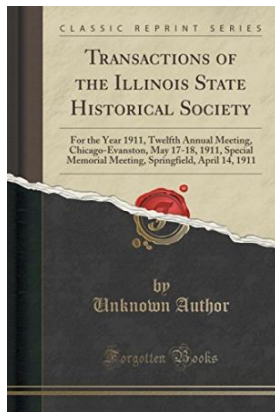 CLASSIC REPRINT SERIES
TRANSACTIONS OF THE ILLINOIS STATE HISTORICAL SOCIETY
For the Year 1911, Twelfth Annual Meeting,
Chicago-Evanston, May 17-18, 1911, Special
Memorial Meeting, Springfield, April 14, 1911
by
Unknown Author
Forgotten Books